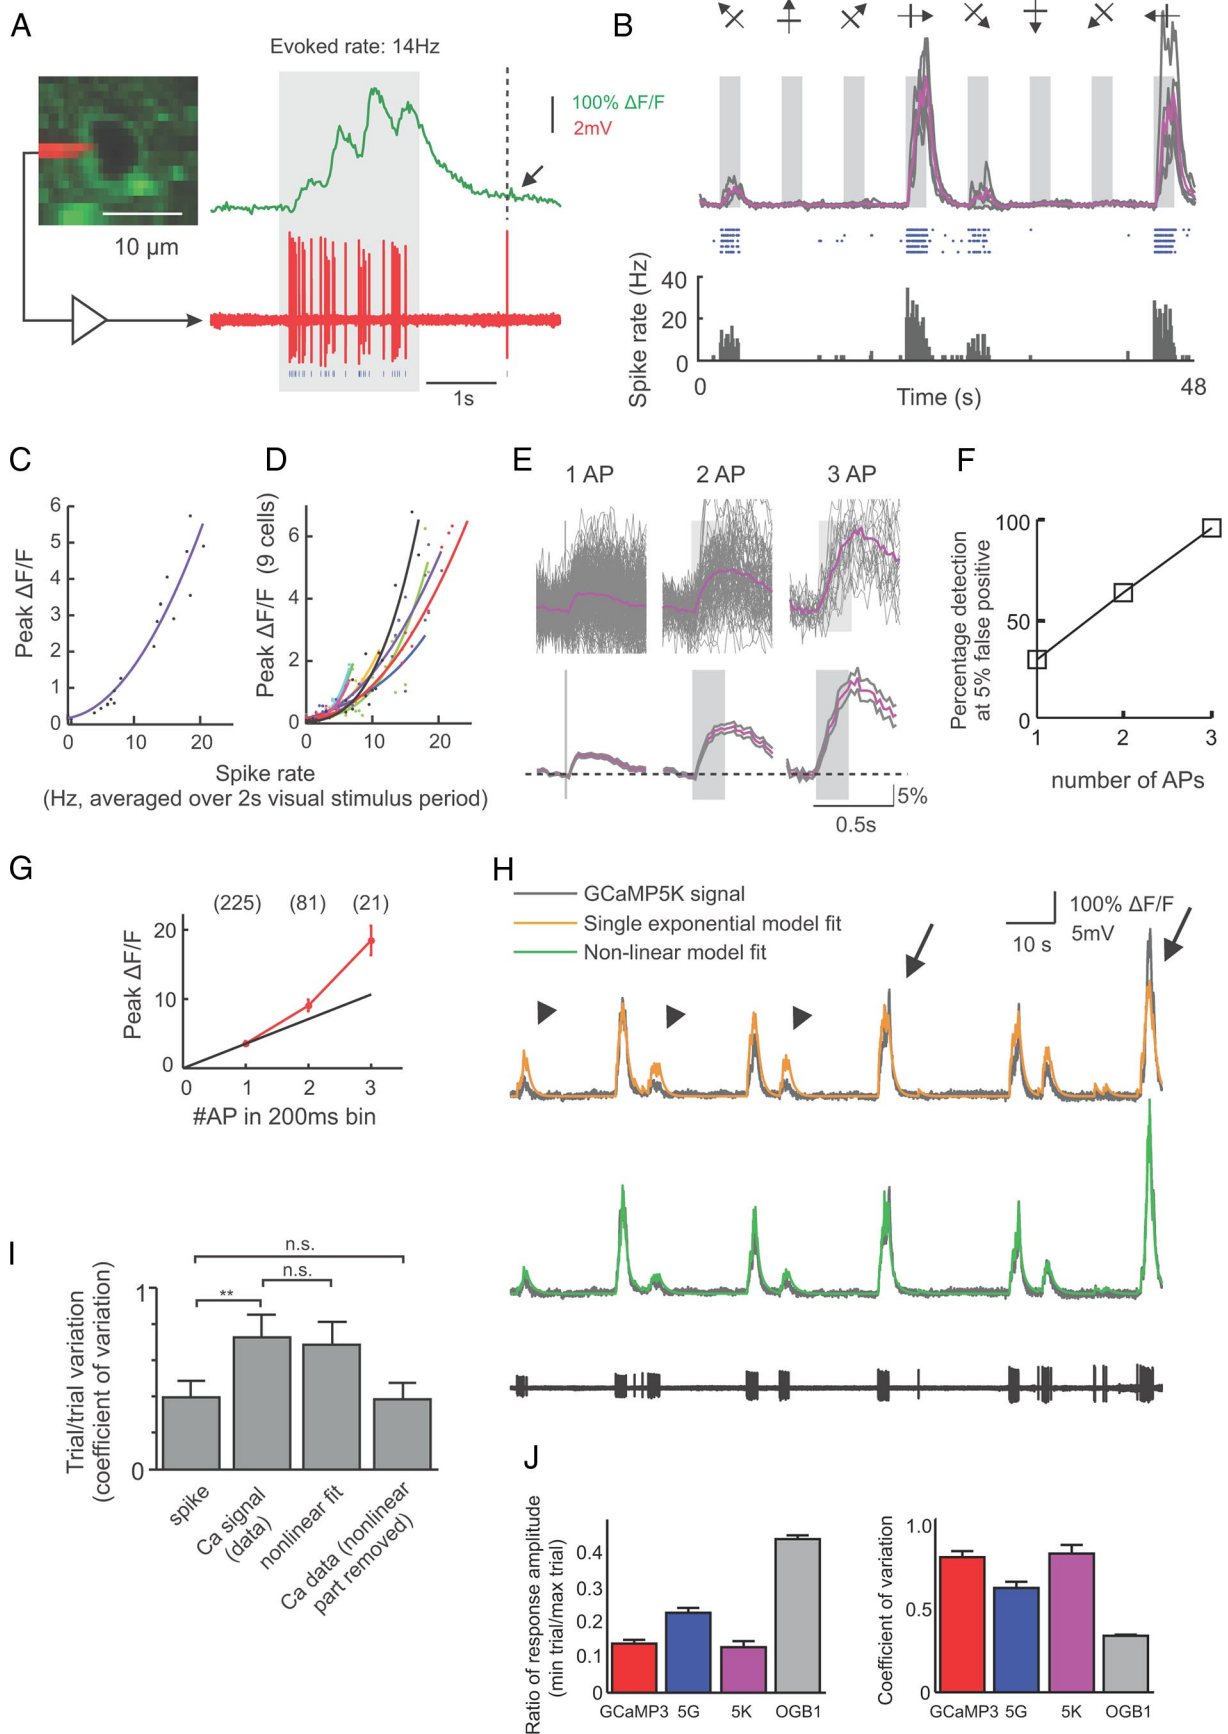 A
Evoked rate: 14Hz
100% ΔF/F
2mV
10 µm
1s
B
Spike rate (Hz)
40
20
0
0
Time (s)
48
C
Peak ΔF/F
6
5
4
3
2
1
0
0
10
20
D
Peak ΔF/F (9 cells)
6
4
2
0
0
10
20
Spike rate
(Hz, averaged over 2s visual stimulus period)
E
1 AP
2 AP
3 AP
5%
0.5s
F
Percentage detection
at 5% false positive
100
50
0
1
2
3
number of APs
G
(225)
(81)
(21)
Peak ΔF/F
20
10
0
0
1
2
3
#AP in 200ms bin
H
GCaMP5K signal
Single exponential model fit
Non-linear model fit
100% ΔF/F
5mV
10 s
I
Trial/trial variation
(coefficient of variation)
1
0
n.s.
n.s.
**
spike
Ca signal
(data)
nonlinear fit
Ca data (nonlinear
part removed)
J
Ratio of response amplitude
(min trial/max trial)
0.4
0.3
0.2
0.1
0
GCaMP3
5G
5K
OGB1
Coefficient of variation
1.0
0.5
0
GCaMP3
5G
5K
OGB1